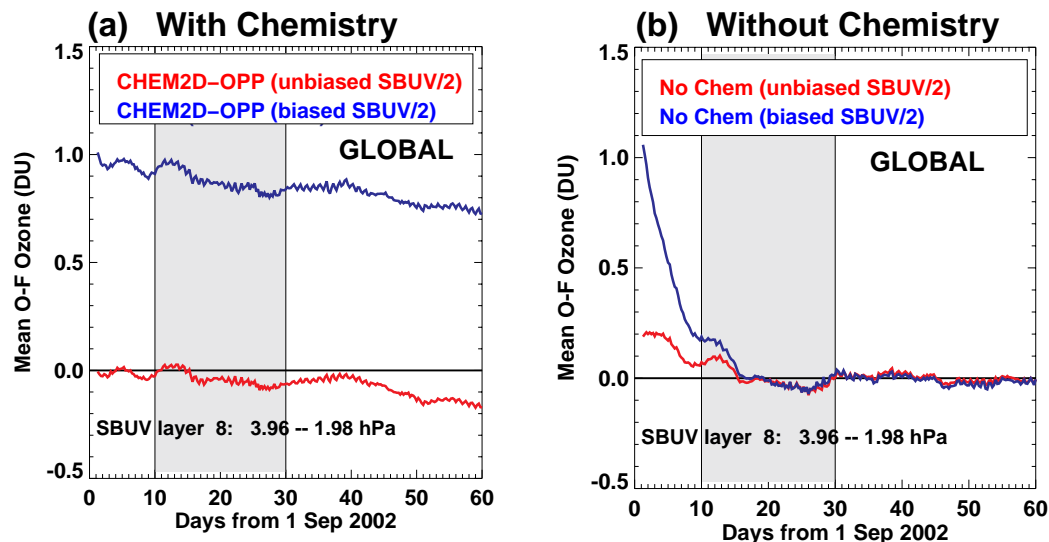 (a) With Chemistry
1.5
CHEM2D–OPP (unbiased SBUV/2)
CHEM2D–OPP (biased SBUV/2)
GLOBAL
1.0
0.5
0.0
-0.5
Mean O-F Ozone (DU)
SBUV layer 8: 3.96 -- 1.98 hPa
0 10 20 30 40 50 60
Days from 1 Sep 2002
(b) Without Chemistry
1.5
No Chem (unbiased SBUV/2)
No Chem (biased SBUV/2)
GLOBAL
1.0
0.5
0.0
-0.5
Mean O-F Ozone (DU)
SBUV layer 8: 3.96 -- 1.98 hPa
0 10 20 30 40 50 60
Days from 1 Sep 2002